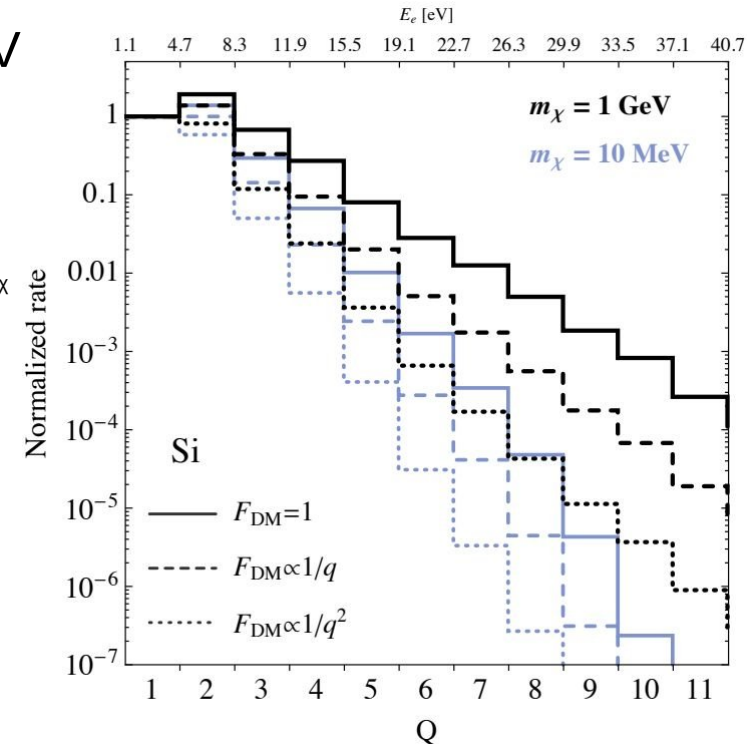 E_e [eV]
1.1 4.7 8.3 11.9 15.5 19.1 22.7 26.3 29.9 33.5 37.1 40.7
V
m_χ = 1 GeV
m_χ = 10 MeV
1
0.1
χ
0.01
10⁻³
10⁻⁴
10⁻⁵
10⁻⁶
10⁻⁷
Normalized rate
Si
F_DM=1
F_DM∝1/q
F_DM∝1/q²
1 2 3 4 5 6 7 8 9 10 11
Q